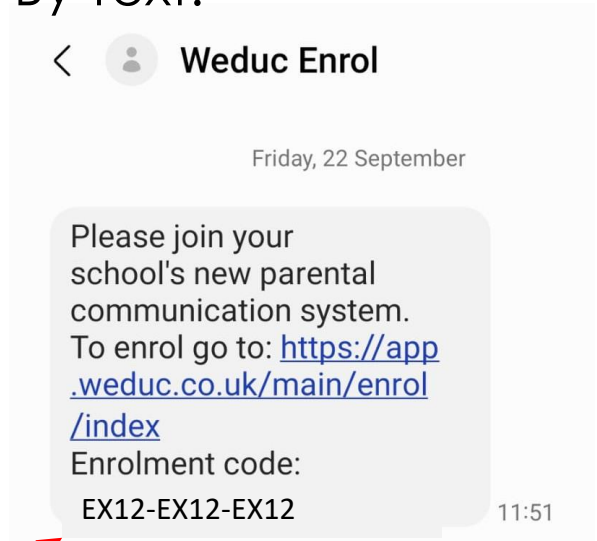 By Text:
Weduc Enrol
Friday, 22 September
Please join your
school's new parental
communication system.
To enrol go to: https://app
.weduc.co.uk/main/enrol
/index
Enrolment code:
EX12-EX12-EX12
11:51